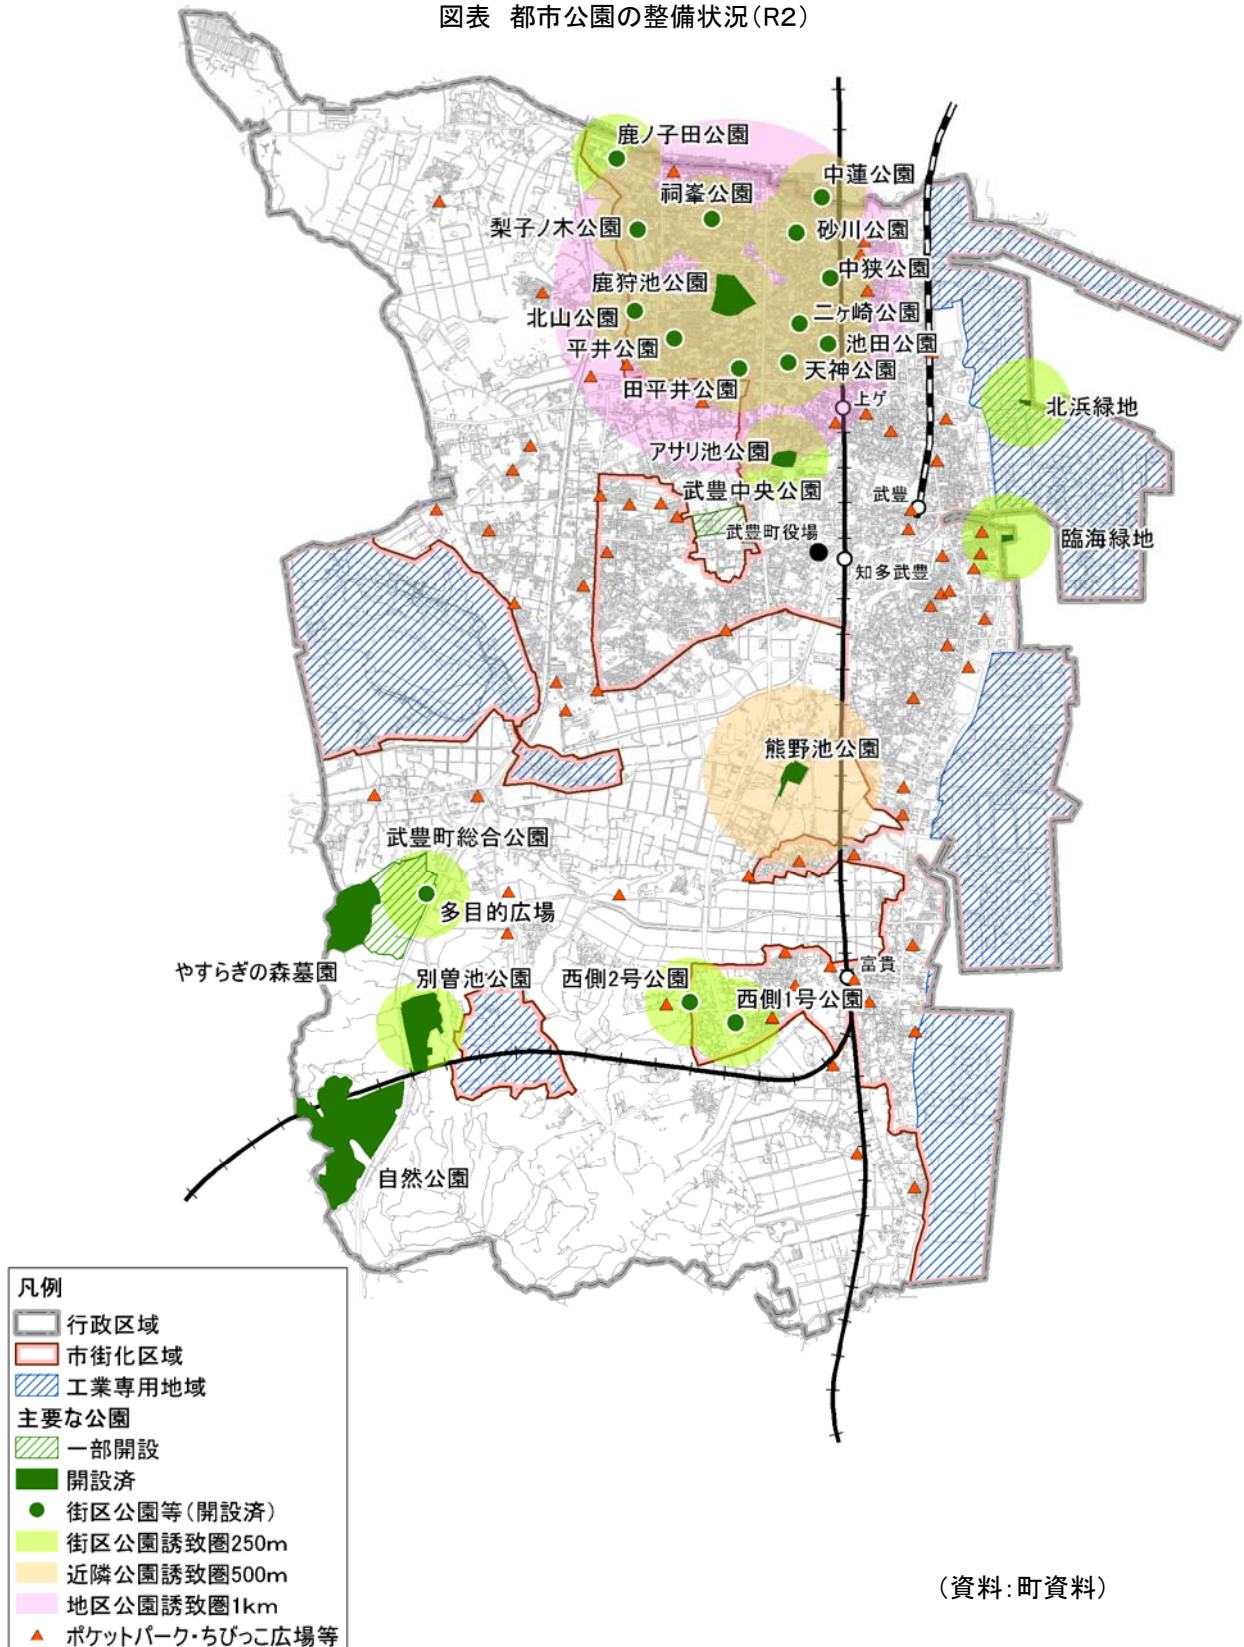 図表 都市公園の整備状況(R2)
鹿ノ子田公園
中蓮公園
祠峯公園
梨子ノ木公園
砂川公園
中狭公園
鹿狩池公園
北山公園
二ヶ崎公園
平井公園
池田公園
天神公園
田平井公園
上ゲ
北浜緑地
アサリ池公園
武豊中央公園
武豊
武豊町役場
臨海緑地
知多武豊
熊野池公園
武豊町総合公園
多目的広場
やすらぎの森墓園
別曽池公園
西側2号公園
富貴
西側1号公園
自然公園
凡例
行政区域
市街化区域
工業専用地域
主要な公園
一部開設
開設済
街区公園等(開設済)
街区公園誘致圏250m
近隣公園誘致圏500m
地区公園誘致圏1km
ポケットパーク・ちびっこ広場等
(資料:町資料)